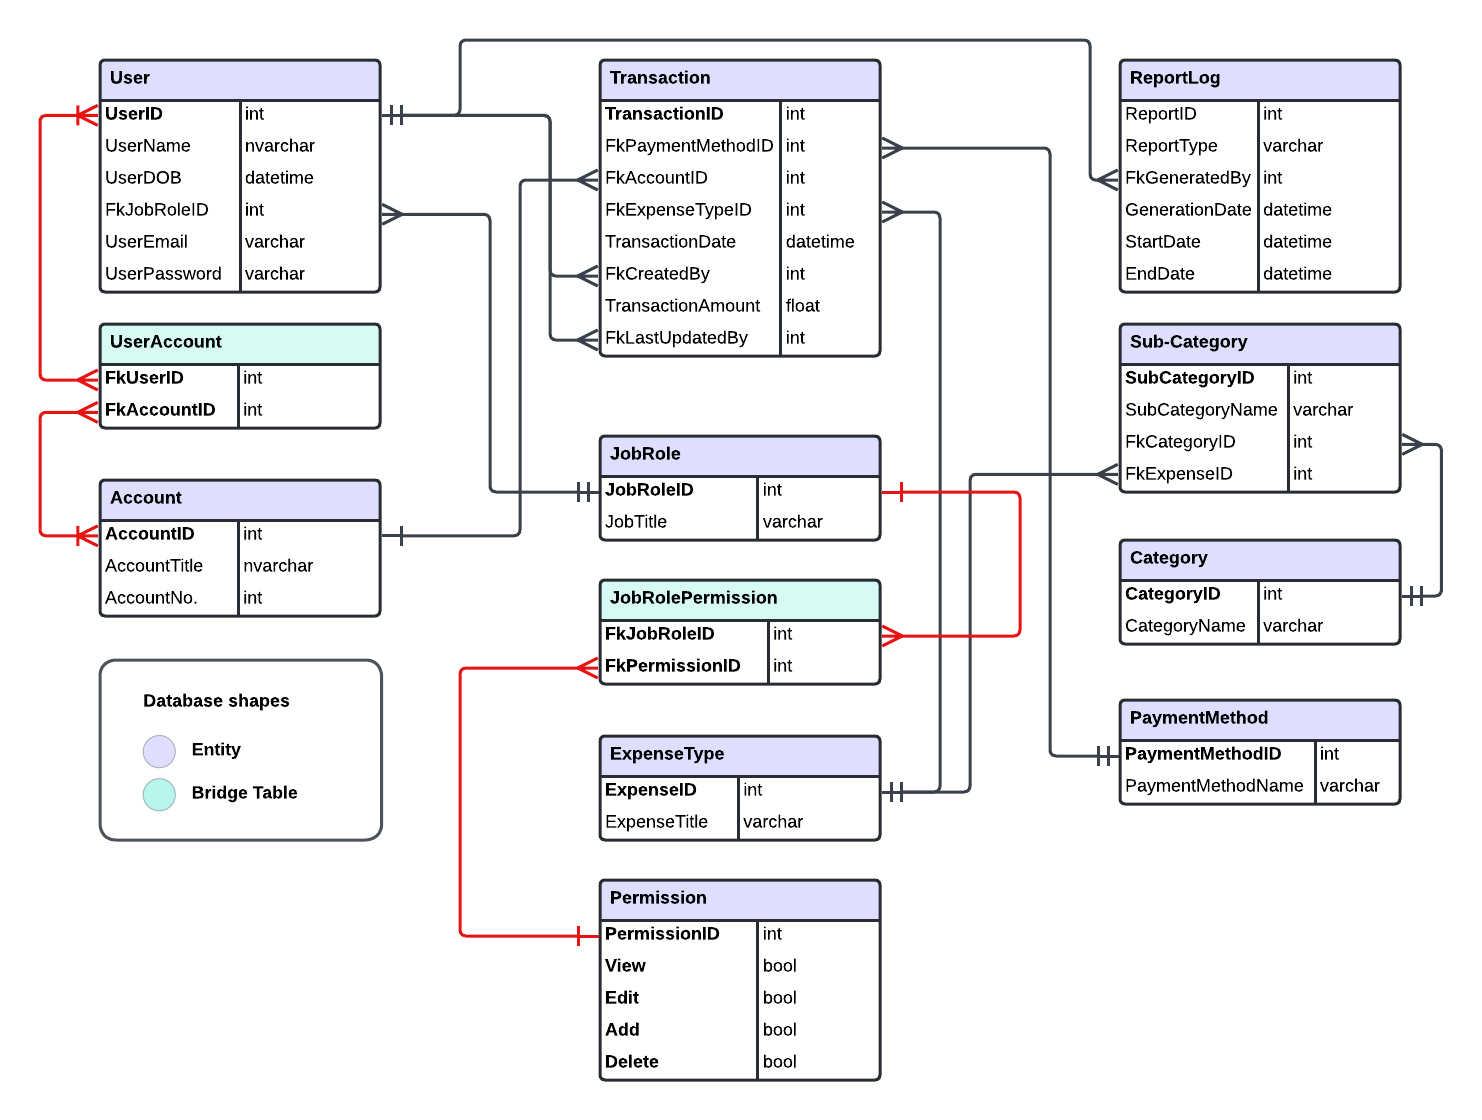 User
UserID int
UserName nvarchar
UserDOB datetime
FkJobRoleID int
UserEmail varchar
UserPassword varchar
UserAccount
FkUserID int
FkAccountID int
Account
AccountID int
AccountTitle nvarchar
AccountNo. int
Database shapes
Entity
Bridge Table
Transaction
TransactionID int
FkPaymentMethodID int
FkAccountID int
FkExpenseTypeID int
TransactionDate datetime
FkCreatedBy int
TransactionAmount float
FkLastUpdatedBy int
JobRole
JobRoleID int
JobTitle varchar
JobRolePermission
FkJobRoleID int
FkPermissionID int
ExpenseType
ExpenseID int
ExpenseTitle varchar
Permission
PermissionID int
View bool
Edit bool
Add bool
Delete bool
ReportLog
ReportID int
ReportType varchar
FkGeneratedBy int
GenerationDate datetime
StartDate datetime
EndDate datetime
Sub-Category
SubCategoryID int
SubCategoryName varchar
FkCategoryID int
FkExpenseID int
Category
CategoryID int
CategoryName varchar
PaymentMethod
PaymentMethodID int
PaymentMethodName varchar